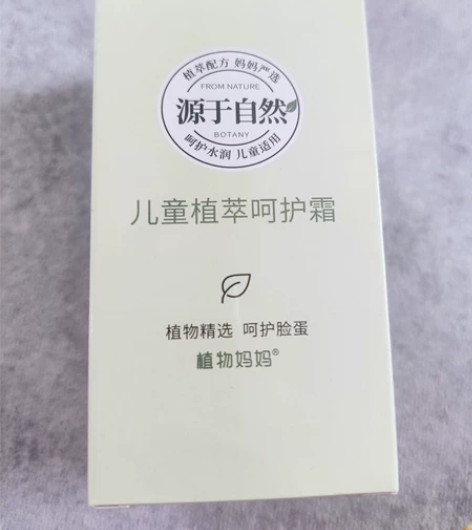 植萃配方 妈妈严选
FROM NATURE
源于自然
BOTANY
呵护水润 儿童适用
儿童植萃呵护霜
植物精选 呵护脸蛋
植物妈妈®